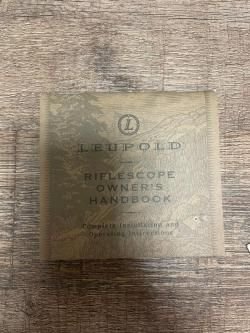 L
LEUPOLD
RIFLESCOPE
OWNER'S
HANDBOOK
Complete Installation and
Operating Instructions